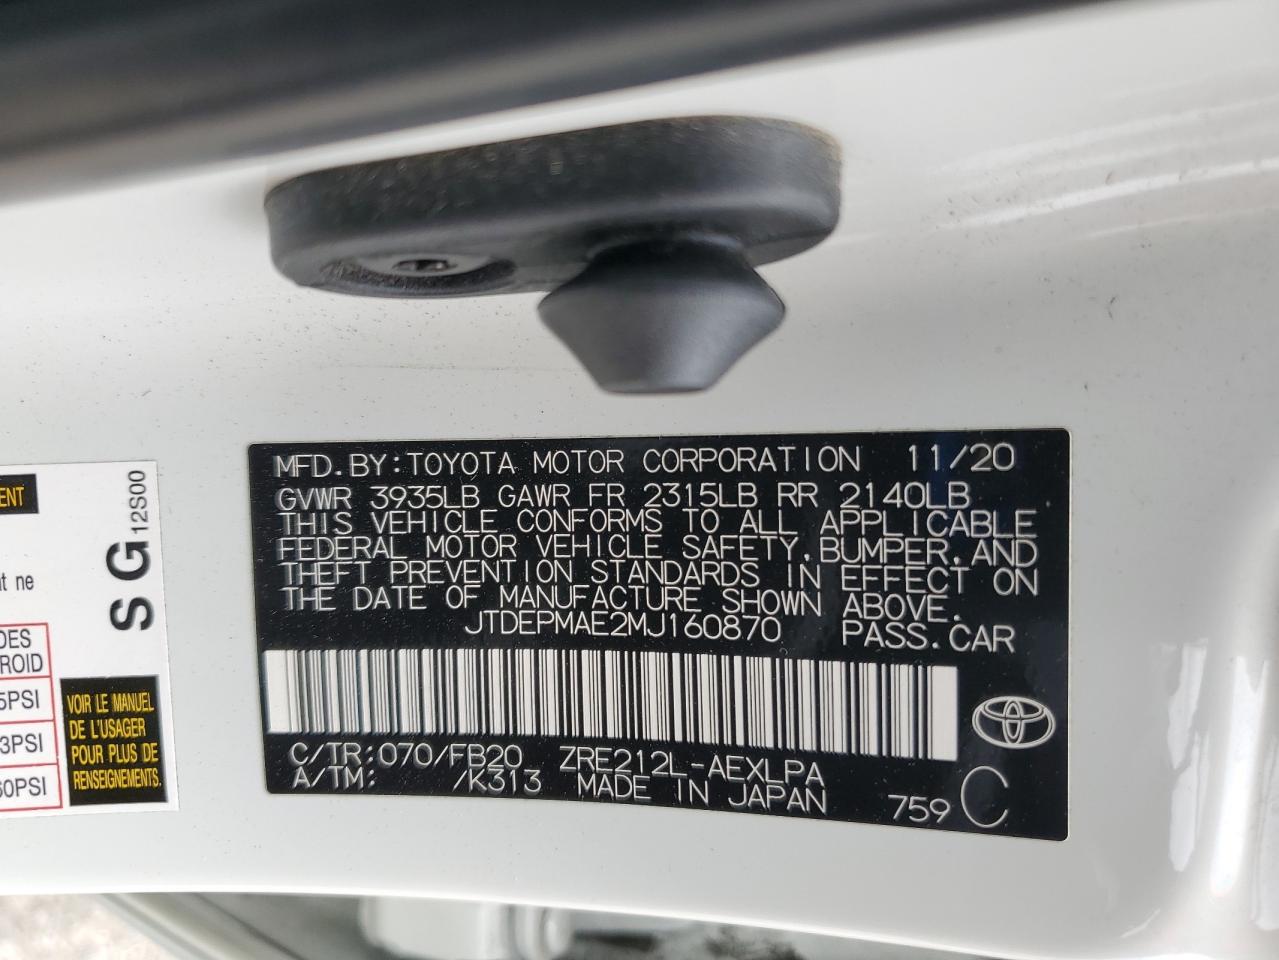 MFD.BY:TOYOTA MOTOR CORPORATION 11/20
GVWR 3935LB GAWR FR 2315LB RR 2140LB
THIS VEHICLE CONFORMS TO ALL APPLICABLE
FEDERAL MOTOR VEHICLE SAFETY, BUMPER, AND
THEFT PREVENTION STANDARDS IN EFFECT ON
THE DATE OF MANUFACTURE SHOWN ABOVE.
JTDEPMAE2MJ160870 PASS.CAR
C/TR:070/FB20 ZRE212L-AEXLPA
A/TM: /K313 MADE IN JAPAN 759 C
ENT
t ne
S G 12S00
DES
ROID
5PSI
3PSI
60PSI
VOIR LE MANUEL
DE L'USAGER
POUR PLUS DE
RENSEIGNEMENTS.